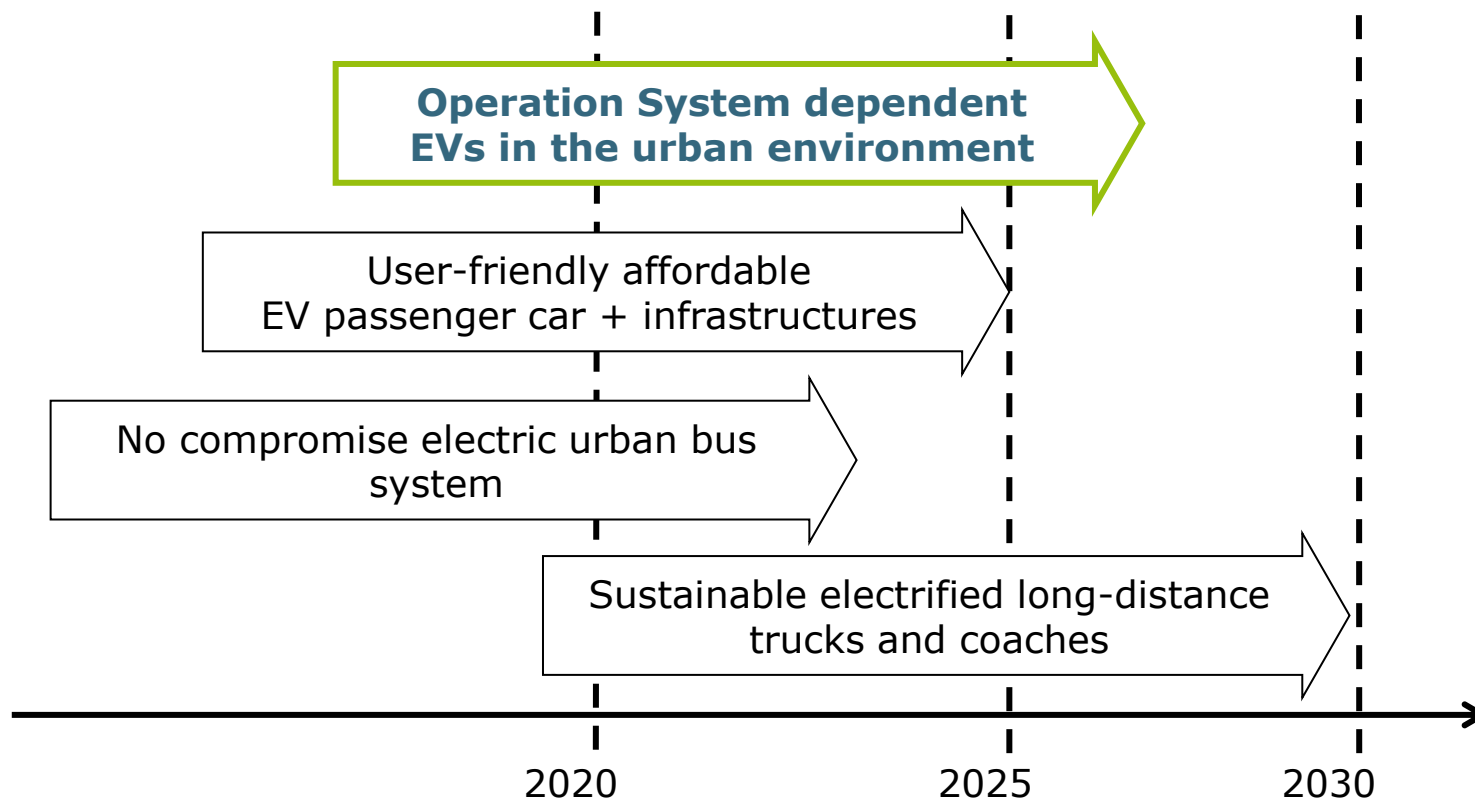 Operation System dependent
EVs in the urban environment
User-friendly affordable
EV passenger car + infrastructures
No compromise electric urban bus
system
Sustainable electrified long-distance
trucks and coaches
2020
2025
2030